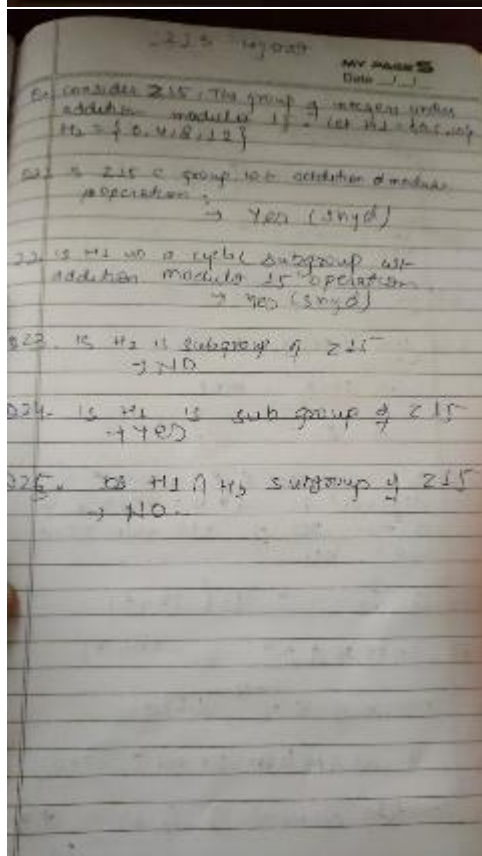 MY PAGE
Date _/_/_
consider Z15, The group of integers under
addition modulo 15. Let H1 = {0,5,10}
H2 = {0,4,8,12}
is Z15 group addition modulo
operation.
→ Yes (
is H1 a cyclic subgroup
addition modulo 15 operation.
→ Yes (
Q23. is H2 is subgroup of Z15
→ NO
Q24. is H1 is sub group of Z15
→ Yes
Q25. H1 ∩ H2 subgroup of Z15
→ NO.